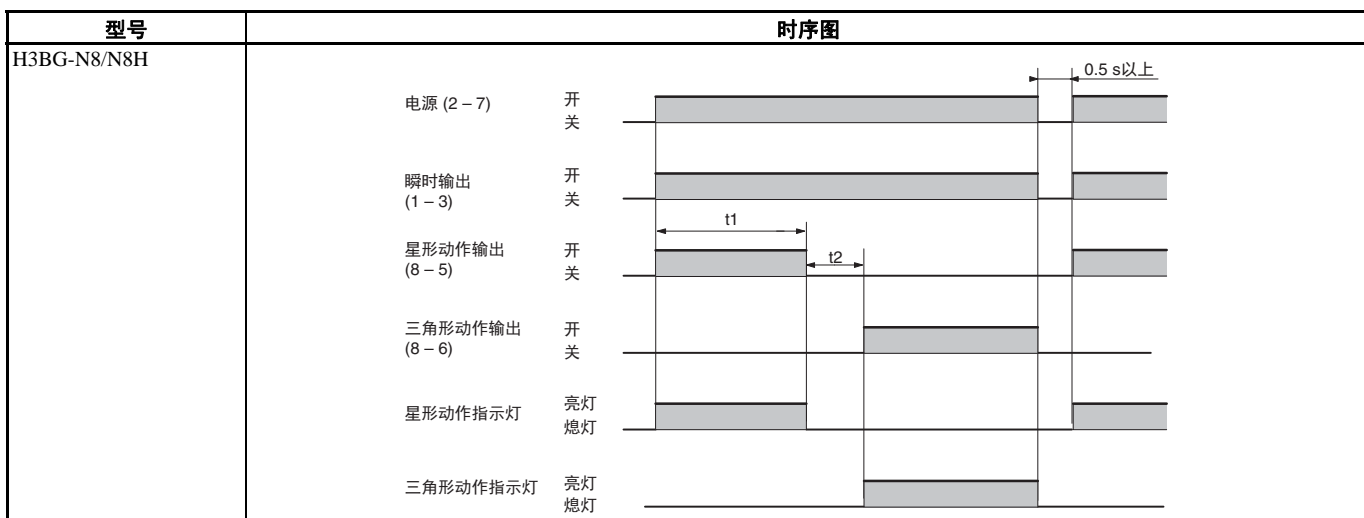 型号 时序图
H3BG-N8/N8H
0.5 s以上
电源 (2 – 7) 开
关
瞬时输出 开
(1 – 3) 关
t1
星形动作输出 开
(8 – 5) 关
t2
三角形动作输出 开
(8 – 6) 关
星形动作指示灯 亮灯
熄灯
三角形动作指示灯 亮灯
熄灯